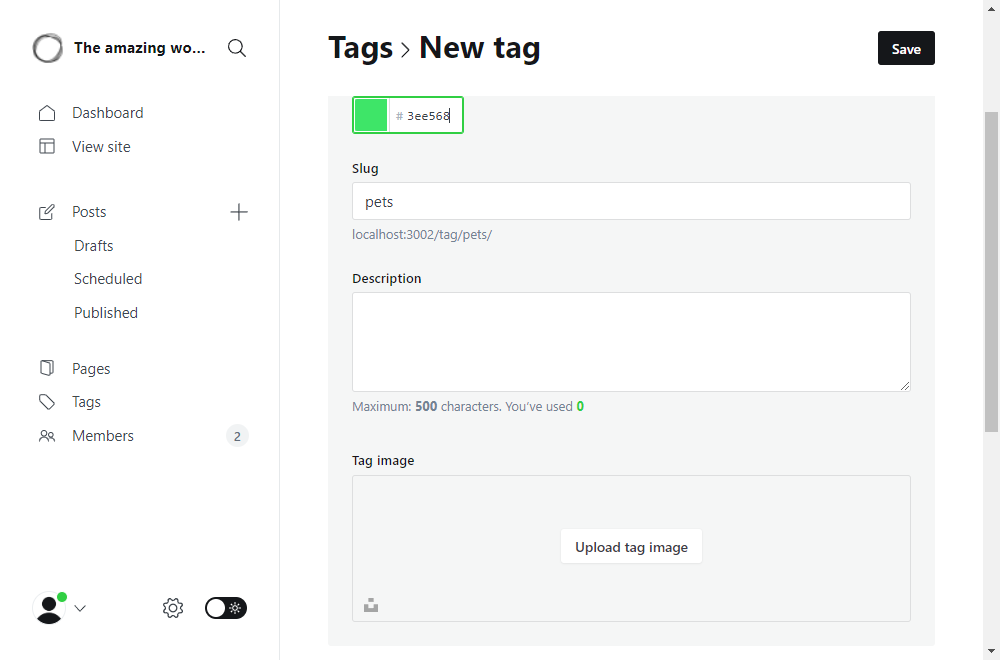 The amazing wo...
Dashboard
View site
Posts
Drafts
Scheduled
Published
Pages
Tags
Members
2
Tags > New tag
Save
# 3ee568
Slug
pets
localhost:3002/tag/pets/
Description
Maximum: 500 characters. You’ve used 0
Tag image
Upload tag image